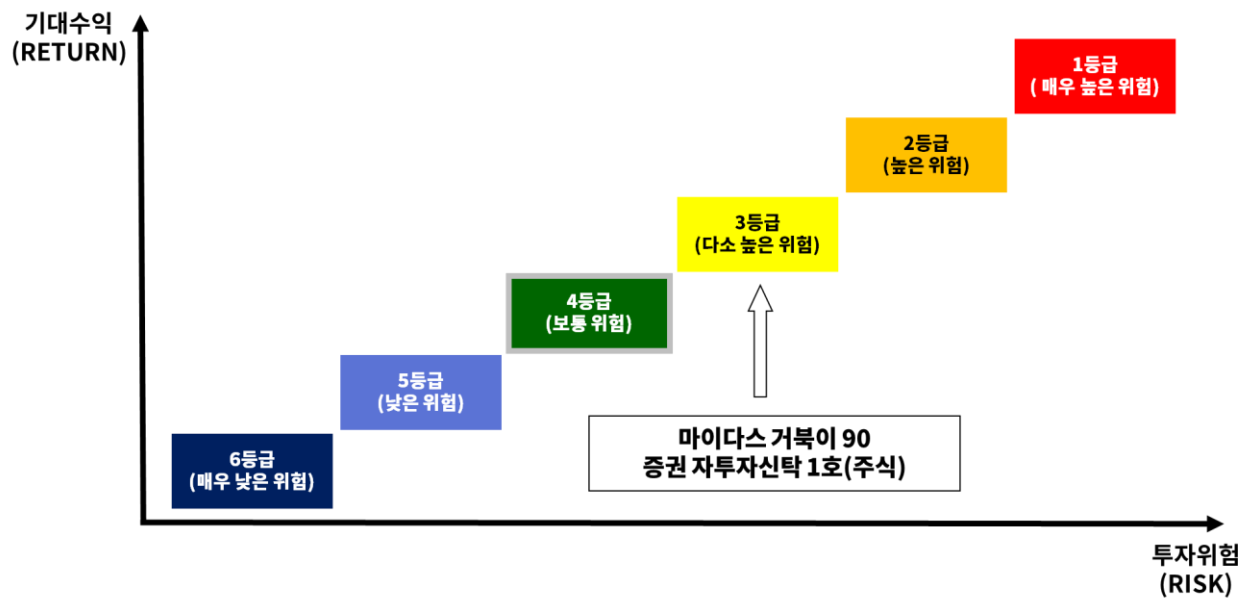 기대수익
(RETURN)
1등급
( 매우 높은 위험)
2등급
(높은 위험)
3등급
(다소 높은 위험)
4등급
(보통 위험)
5등급
(낮은 위험)
6등급
(매우 낮은 위험)
마이다스 거북이 90
증권 자투자신탁 1호(주식)
투자위험
(RISK)